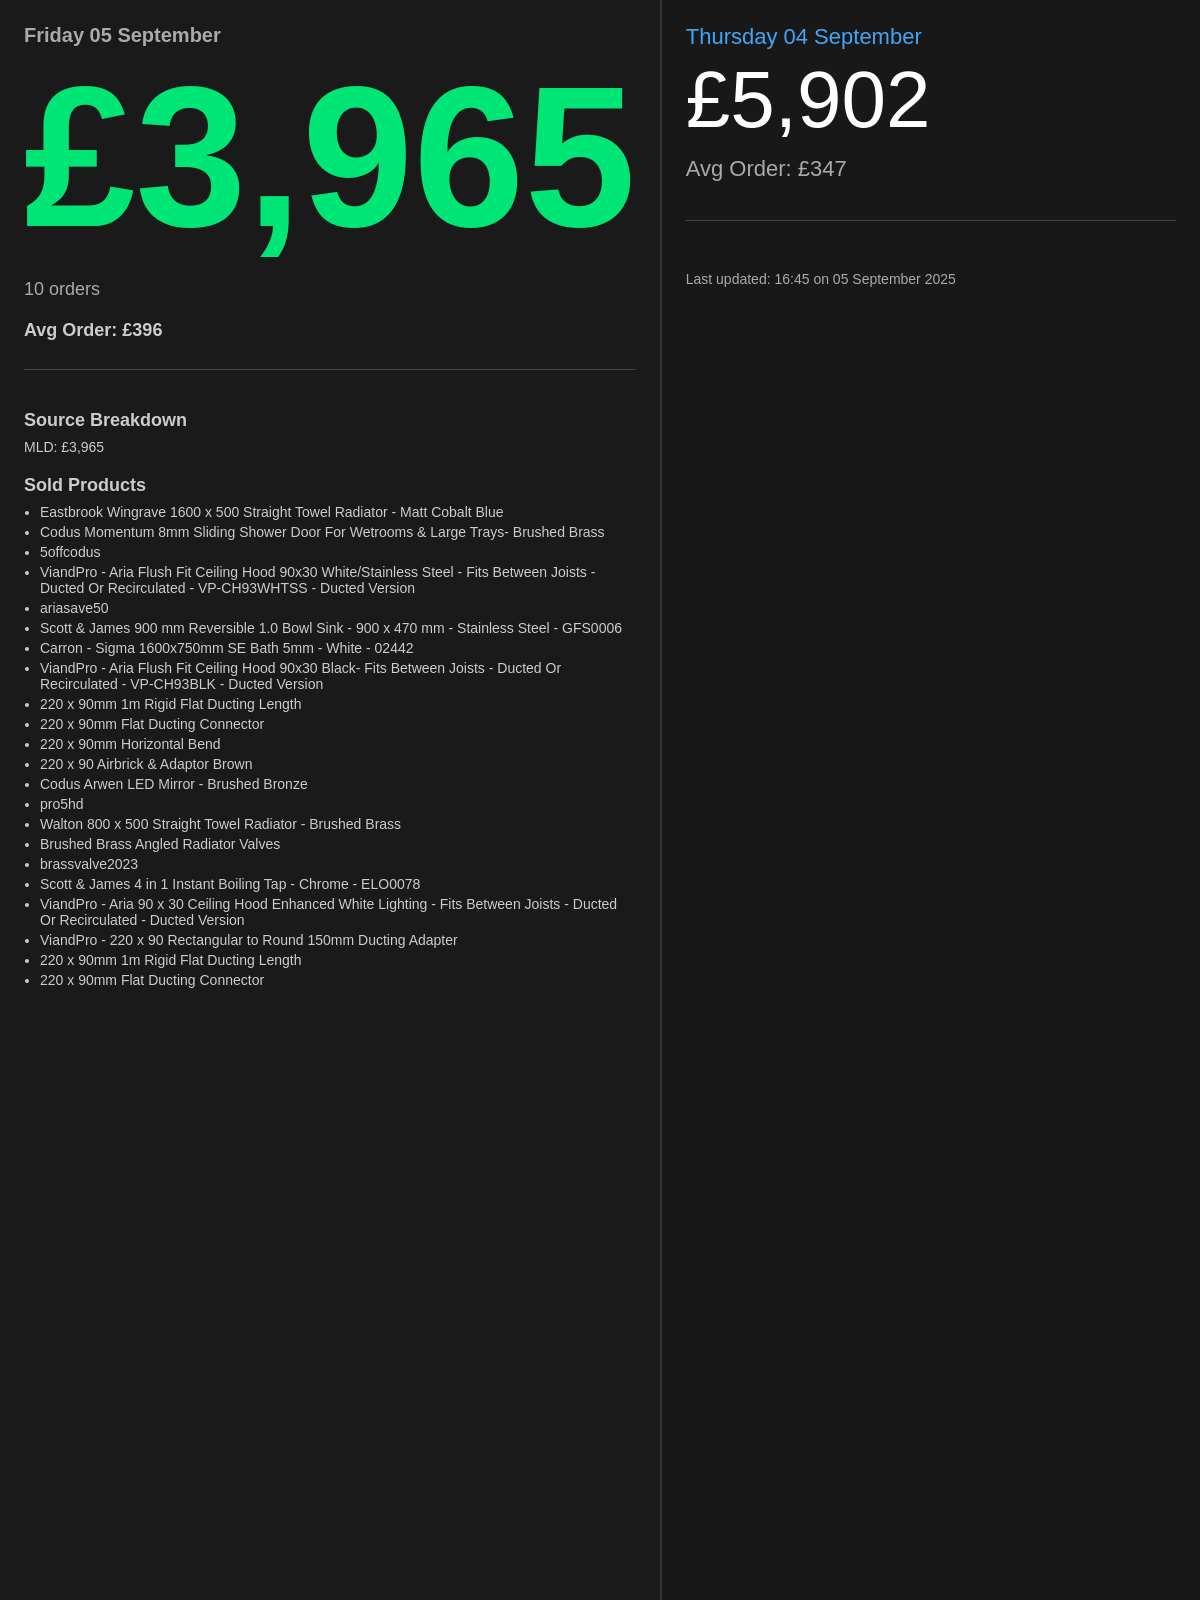 Friday 05 September
£3,965
10 orders
Avg Order: £396
Source Breakdown
MLD: £3,965
Sold Products
• Eastbrook Wingrave 1600 x 500 Straight Towel Radiator - Matt Cobalt Blue
• Codus Momentum 8mm Sliding Shower Door For Wetrooms & Large Trays- Brushed Brass
• 5offcodus
• ViandPro - Aria Flush Fit Ceiling Hood 90x30 White/Stainless Steel - Fits Between Joists -
Ducted Or Recirculated - VP-CH93WHTSS - Ducted Version
• ariasave50
• Scott & James 900 mm Reversible 1.0 Bowl Sink - 900 x 470 mm - Stainless Steel - GFS0006
• Carron - Sigma 1600x750mm SE Bath 5mm - White - 02442
• ViandPro - Aria Flush Fit Ceiling Hood 90x30 Black- Fits Between Joists - Ducted Or
Recirculated - VP-CH93BLK - Ducted Version
• 220 x 90mm 1m Rigid Flat Ducting Length
• 220 x 90mm Flat Ducting Connector
• 220 x 90mm Horizontal Bend
• 220 x 90 Airbrick & Adaptor Brown
• Codus Arwen LED Mirror - Brushed Bronze
• pro5hd
• Walton 800 x 500 Straight Towel Radiator - Brushed Brass
• Brushed Brass Angled Radiator Valves
• brassvalve2023
• Scott & James 4 in 1 Instant Boiling Tap - Chrome - ELO0078
• ViandPro - Aria 90 x 30 Ceiling Hood Enhanced White Lighting - Fits Between Joists - Ducted
Or Recirculated - Ducted Version
• ViandPro - 220 x 90 Rectangular to Round 150mm Ducting Adapter
• 220 x 90mm 1m Rigid Flat Ducting Length
• 220 x 90mm Flat Ducting Connector
Thursday 04 September
£5,902
Avg Order: £347
Last updated: 16:45 on 05 September 2025